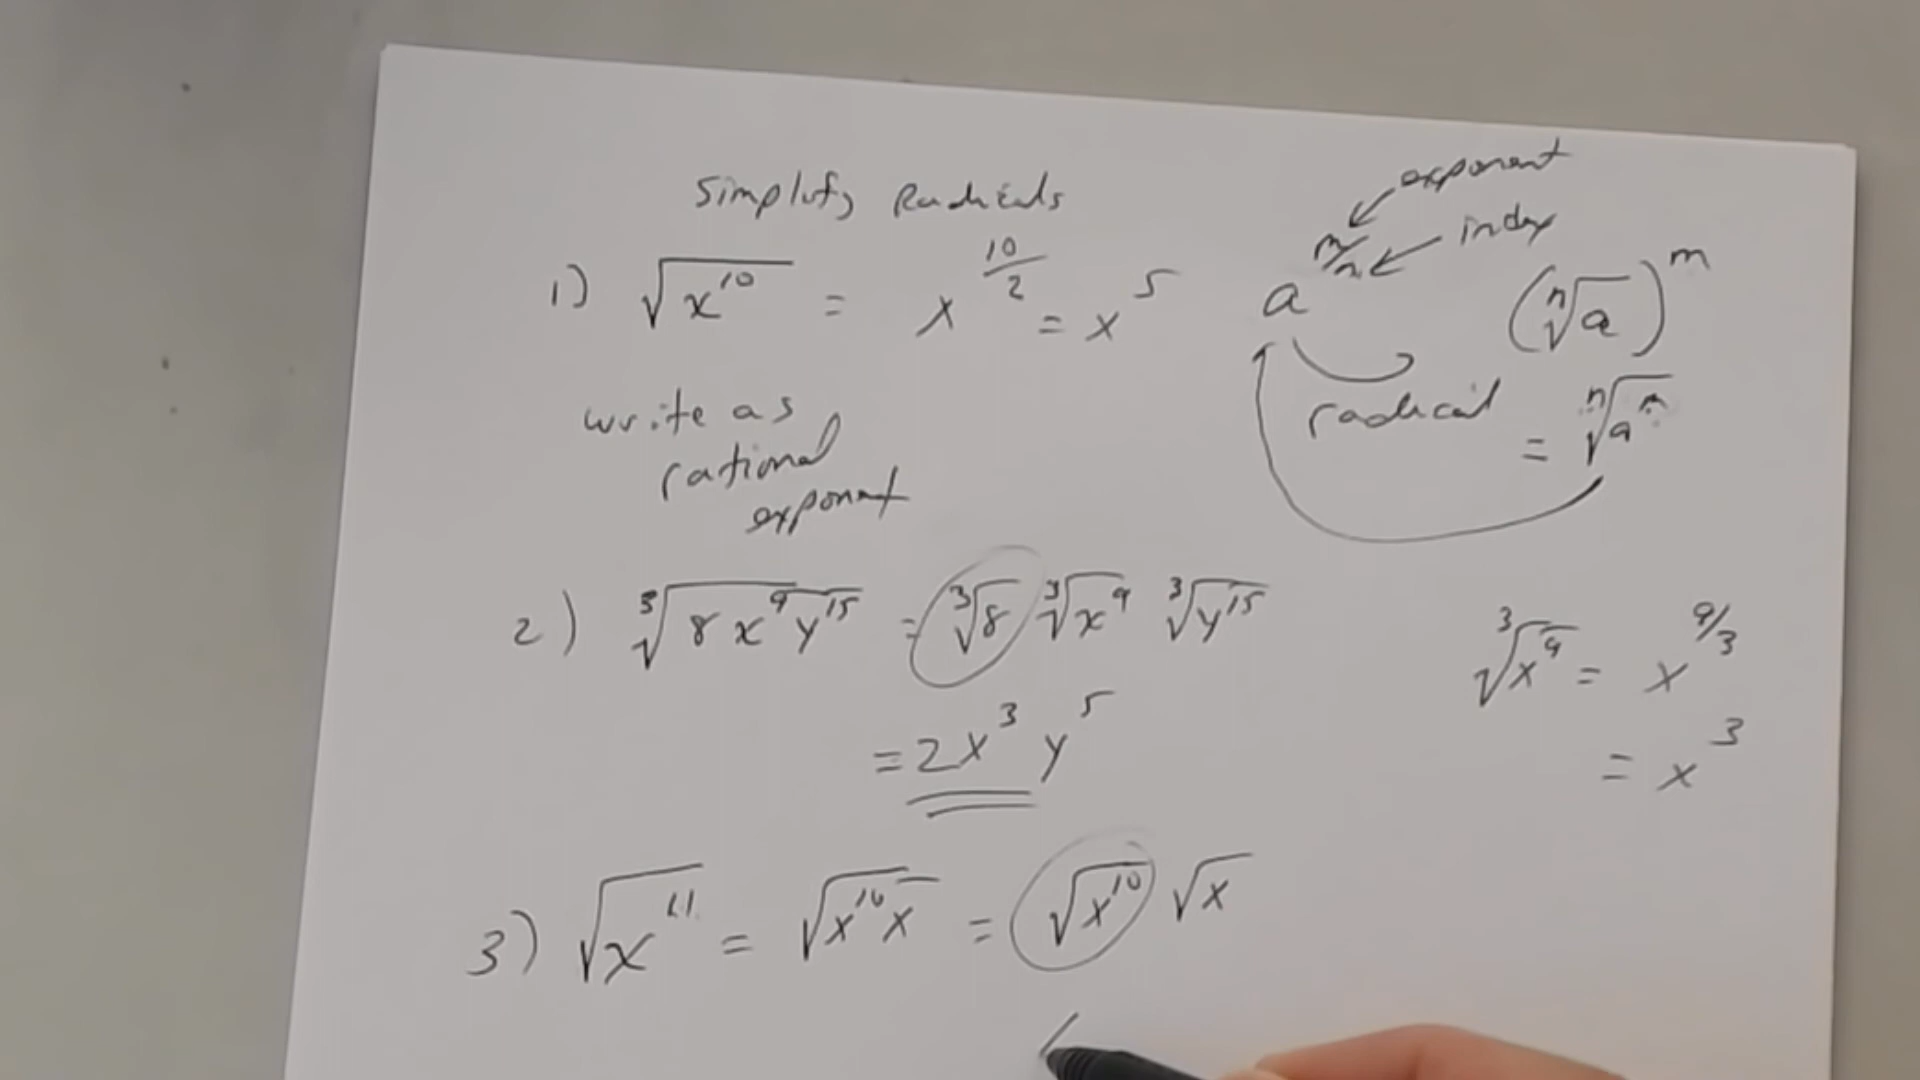 Simplify Radicals
exponent
index
1) √x^10 = x^(10/2) = x^5
a^(m/n)
(ⁿ√a)^m
radical
= ⁿ√a^m
write as
rational
exponent
2) ³√8x^9y^15 = ³√8 ³√x^9 ³√y^15
= 2x^3 y^5
³√x^9 = x^(9/3)
= x^3
3) √x^11 = √x^10 x = √x^10 √x